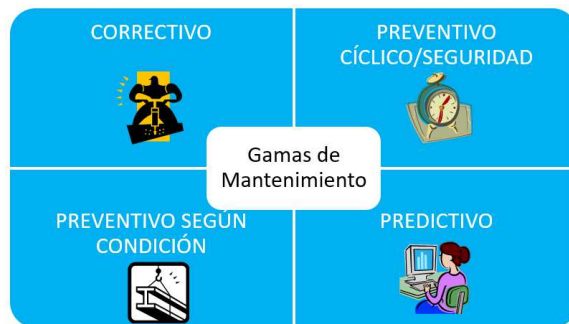 CORRECTIVO
PREVENTIVO
CÍCLICO/SEGURIDAD
Gamas de
Mantenimiento
PREVENTIVO SEGÚN
CONDICIÓN
PREDICTIVO